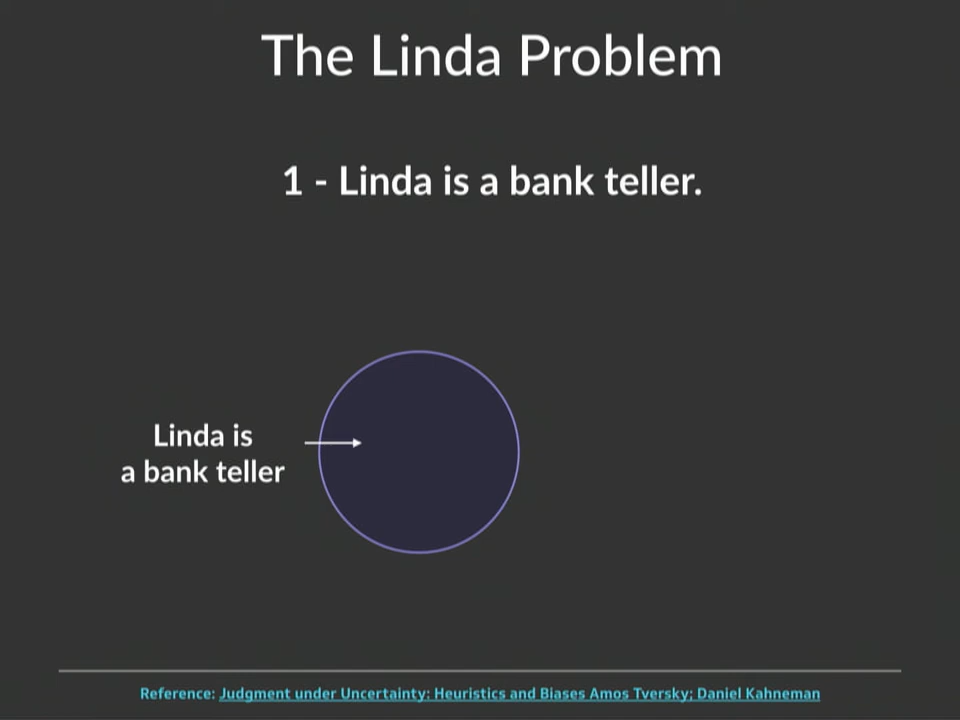 The Linda Problem
1 - Linda is a bank teller.
Linda is
a bank teller
Reference: Judgment under Uncertainty: Heuristics and Biases Amos Tversky; Daniel Kahneman